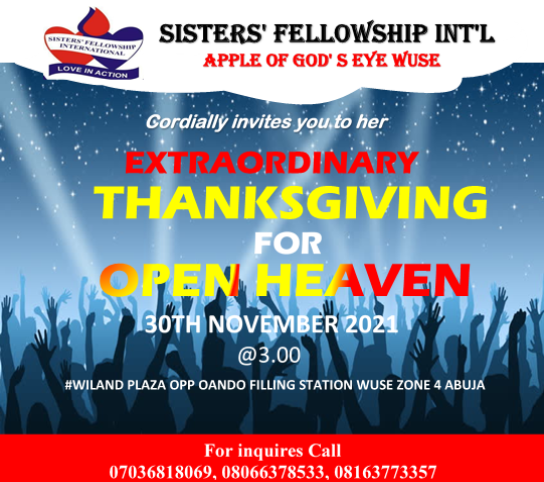 SISTERS' FELLOWSHIP
INTERNATIONAL
LOVE IN ACTION
SISTERS' FELLOWSHIP INT'L
APPLE OF GOD' S EYE WUSE
Gordially invites you to her
EXTRAORDINARY
THANKSGIVING
FOR
OPEN HEAVEN
30TH NOVEMBER 2021
@3.00
#WILAND PLAZA OPP OANDO FILLING STATION WUSE ZONE 4 ABUJA
For inquires Call
07036818069, 08066378533, 08163773357